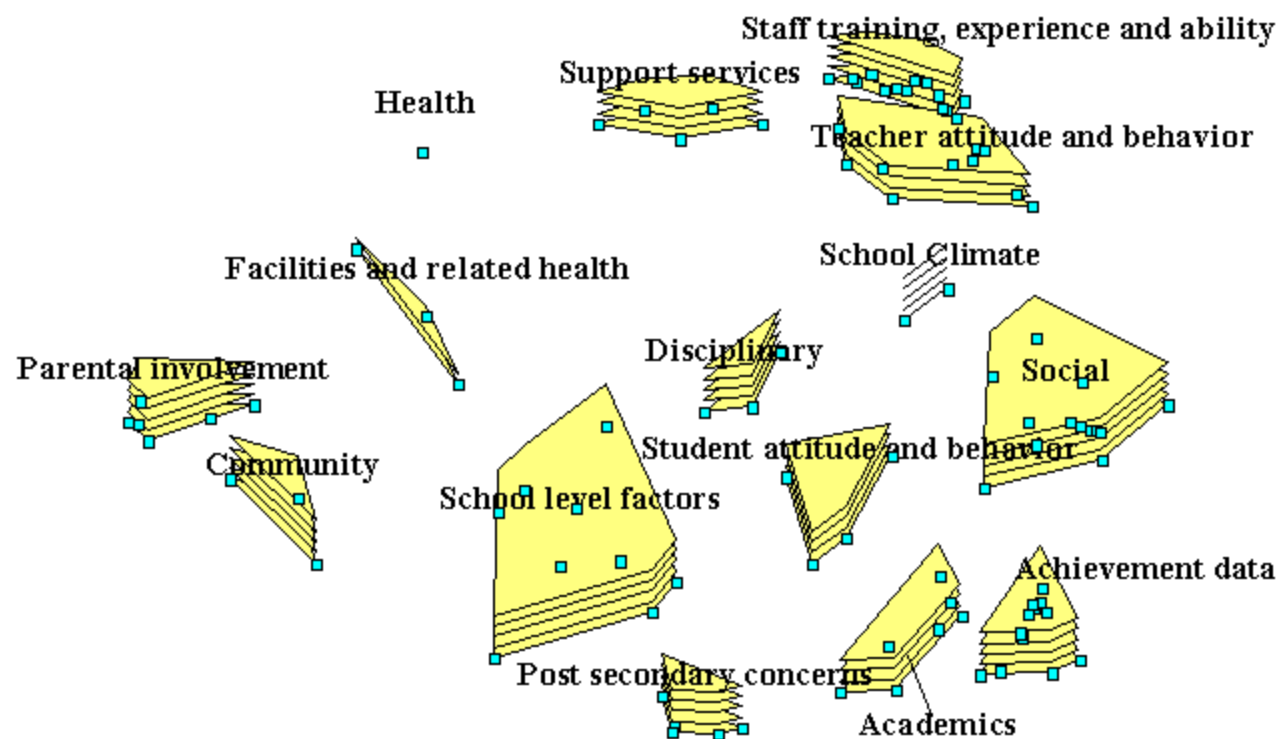 Staff training, experience and ability
Support services
Health
Teacher attitude and behavior
School Climate
Facilities and related health
Disciplinary
Parental involvement
Social
Student attitude and behavior
Community
School level factors
Achievement data
Post secondary concerns
Academics